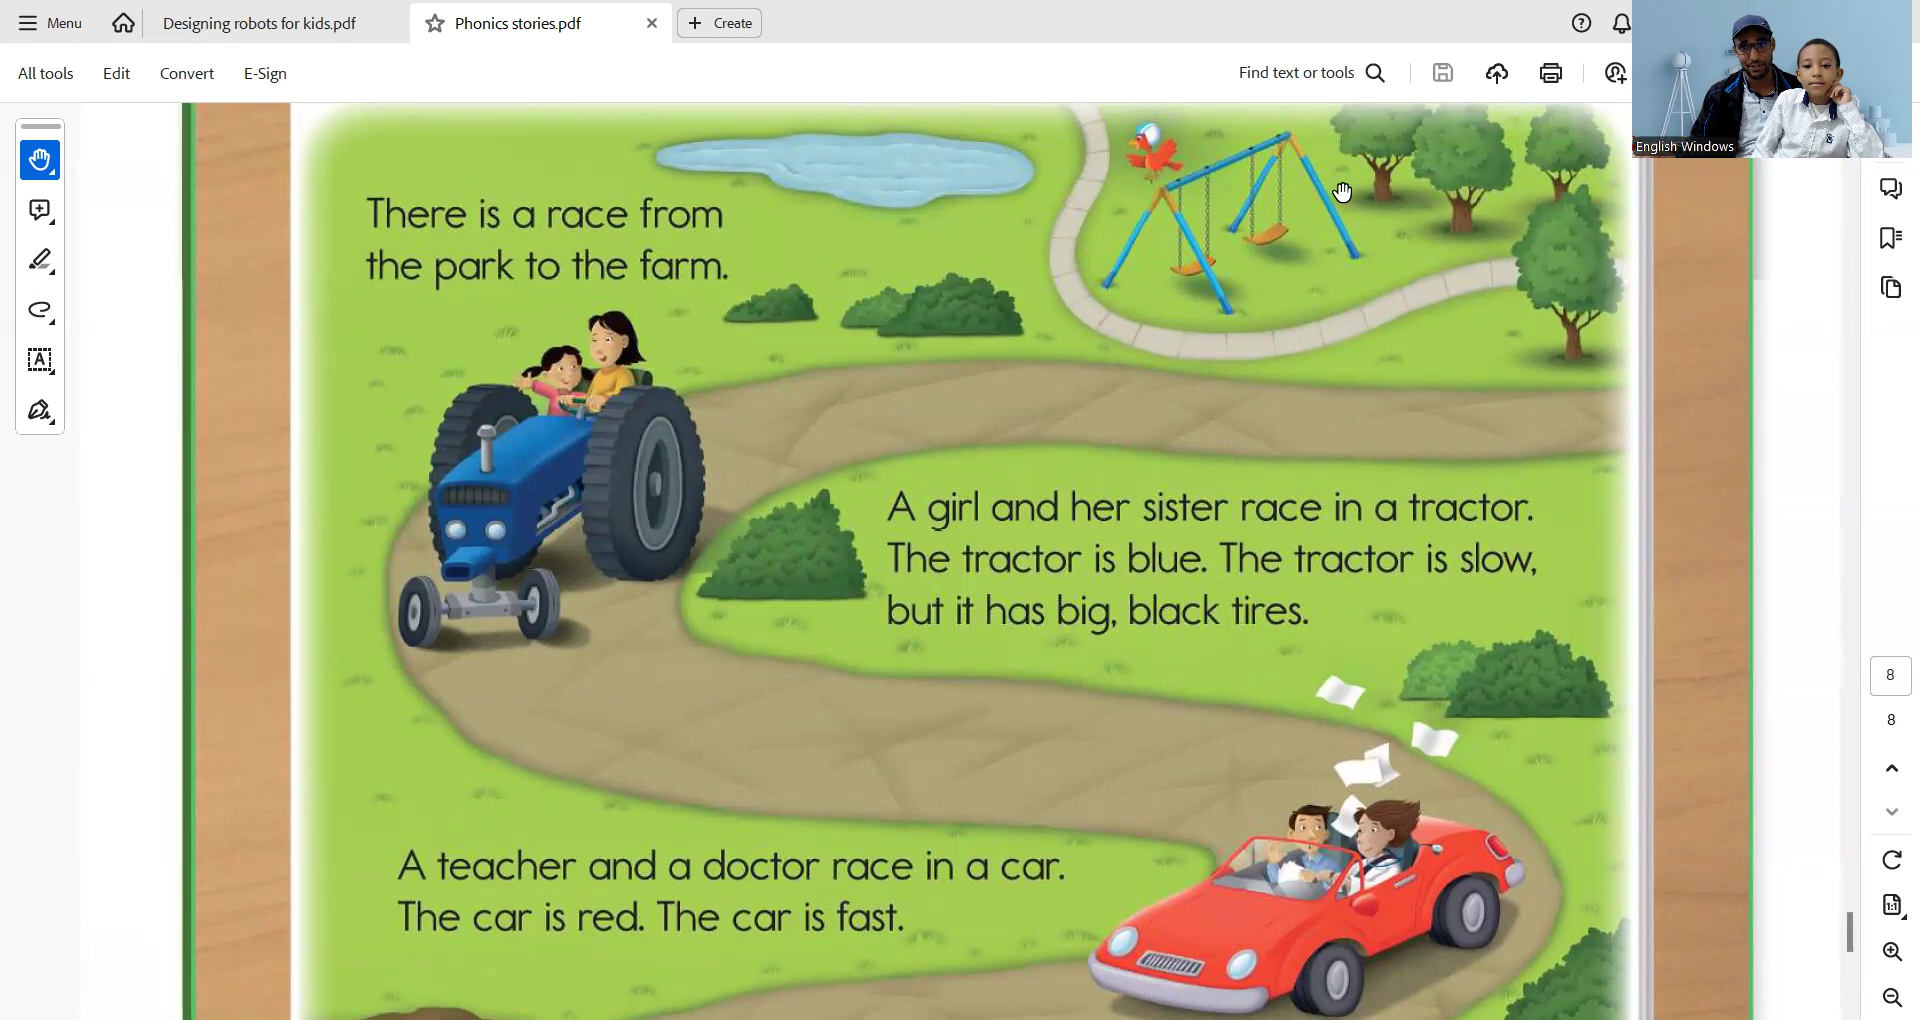 Menu
Designing robots for kids.pdf
Phonics stories.pdf
Create
All tools
Edit
Convert
E-Sign
Find text or tools
English Windows
There is a race from
the park to the farm.
A girl and her sister race in a tractor.
The tractor is blue. The tractor is slow,
but it has big, black tires.
A teacher and a doctor race in a car.
The car is red. The car is fast.
8
8